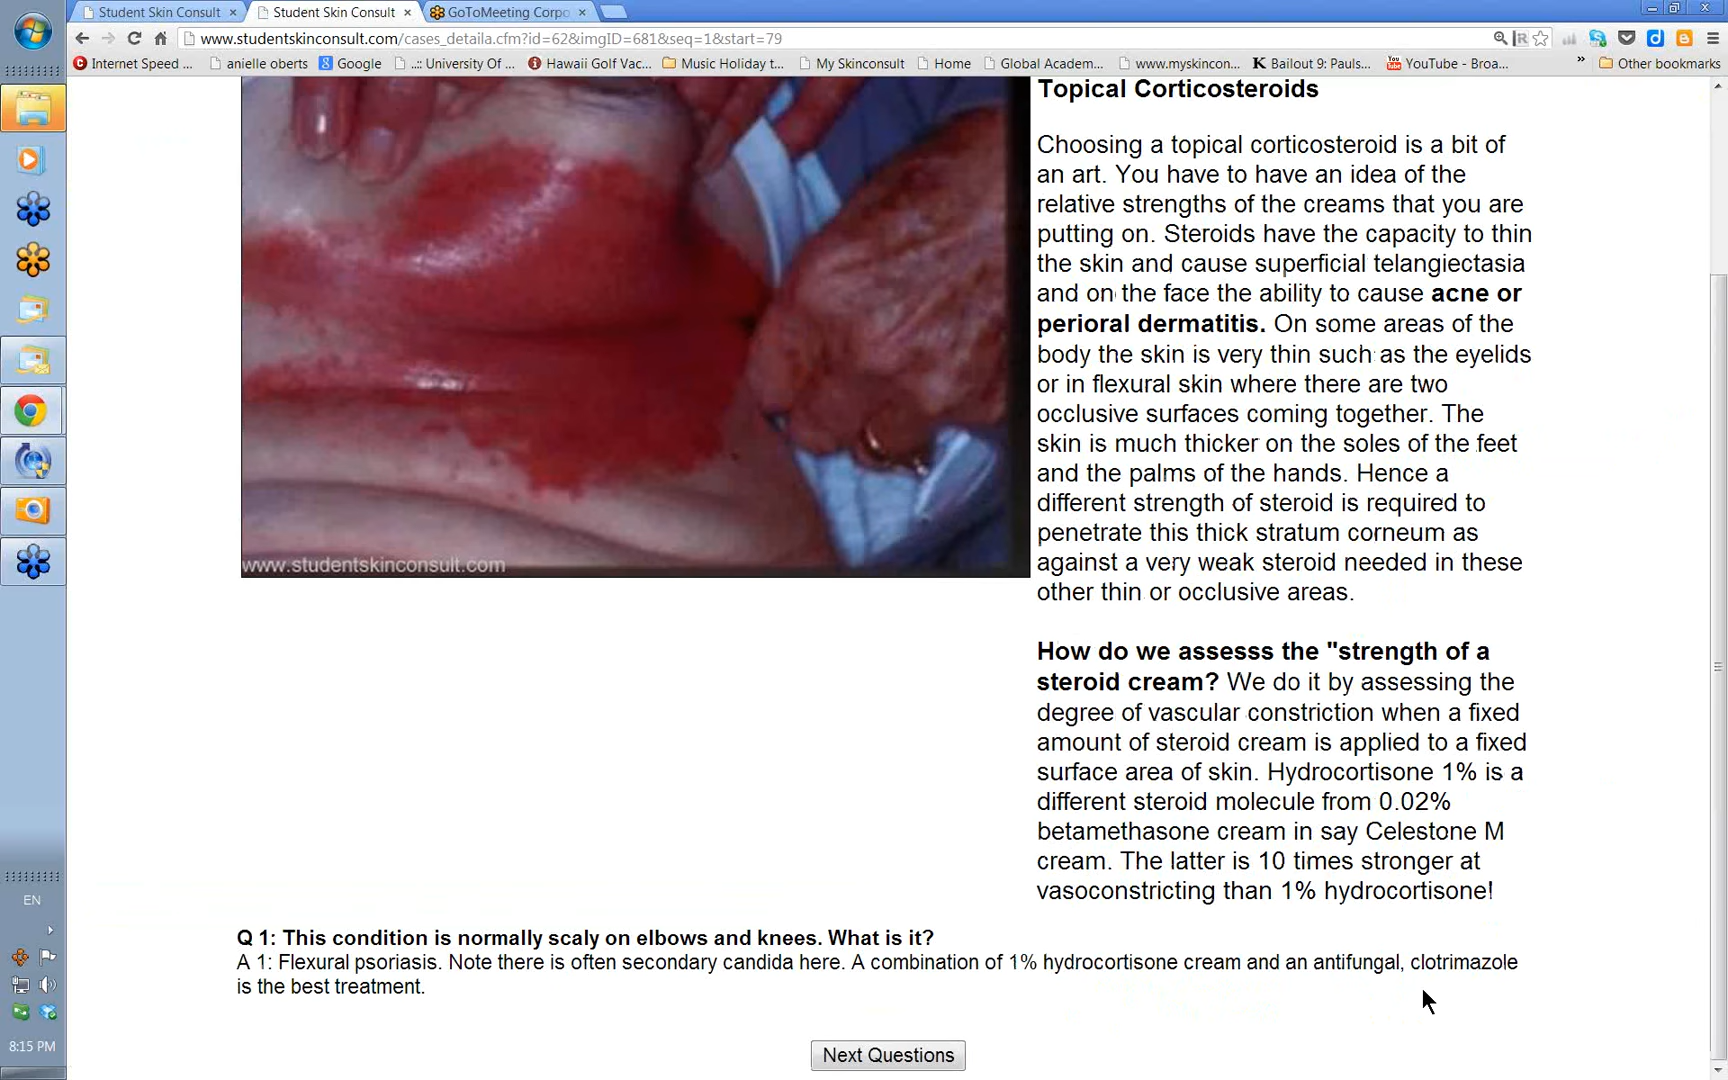 Student Skin Consult
Student Skin Consult
GoToMeeting Corpo
www.studentskinconsult.com/cases_detaila.cfm?id=62&imgID=681&seq=1&start=79
Internet Speed ...
anielle oberts
Google
..:: University Of ...
Hawaii Golf Vac...
Music Holiday t...
My Skinconsult
Home
Global Academ...
www.myskincon...
Bailout 9: Pauls...
YouTube - Broa...
»
Other bookmarks
Topical Corticosteroids
Choosing a topical corticosteroid is a bit of
an art. You have to have an idea of the
relative strengths of the creams that you are
putting on. Steroids have the capacity to thin
the skin and cause superficial telangiectasia
and on the face the ability to cause acne or
perioral dermatitis. On some areas of the
body the skin is very thin such as the eyelids
or in flexural skin where there are two
occlusive surfaces coming together. The
skin is much thicker on the soles of the feet
and the palms of the hands. Hence a
different strength of steroid is required to
penetrate this thick stratum corneum as
against a very weak steroid needed in these
other thin or occlusive areas.
How do we assesss the "strength of a
steroid cream? We do it by assessing the
degree of vascular constriction when a fixed
amount of steroid cream is applied to a fixed
surface area of skin. Hydrocortisone 1% is a
different steroid molecule from 0.02%
betamethasone cream in say Celestone M
cream. The latter is 10 times stronger at
vasoconstricting than 1% hydrocortisone!
www.studentskinconsult.com
Q 1: This condition is normally scaly on elbows and knees. What is it?
A 1: Flexural psoriasis. Note there is often secondary candida here. A combination of 1% hydrocortisone cream and an antifungal, clotrimazole
is the best treatment.
Next Questions
EN
8:15 PM